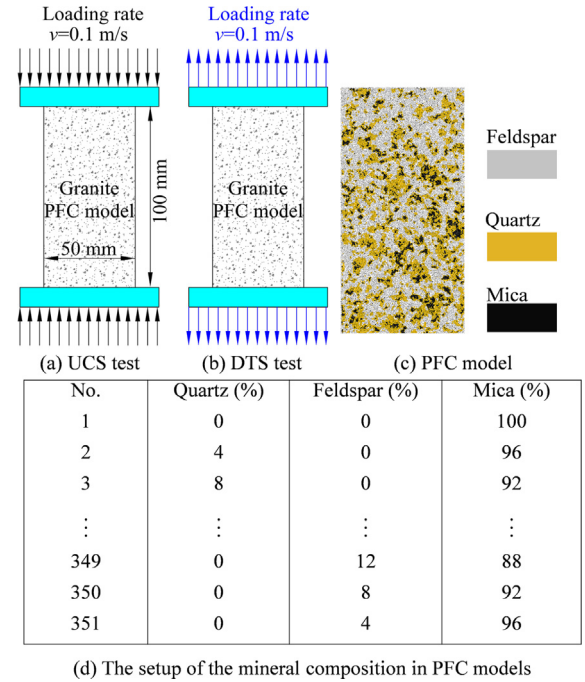 Loading rate
v=0.1 m/s
Loading rate
v=0.1 m/s
Granite
PFC model
50 mm
100 mm
Granite
PFC model
Feldspar
Quartz
Mica
(a) UCS test
(b) DTS test
(c) PFC model
No. Quartz (%) Feldspar (%) Mica (%)
1 0 0 100
2 4 0 96
3 8 0 92
⋮ ⋮ ⋮ ⋮
349 0 12 88
350 0 8 92
351 0 4 96
(d) The setup of the mineral composition in PFC models